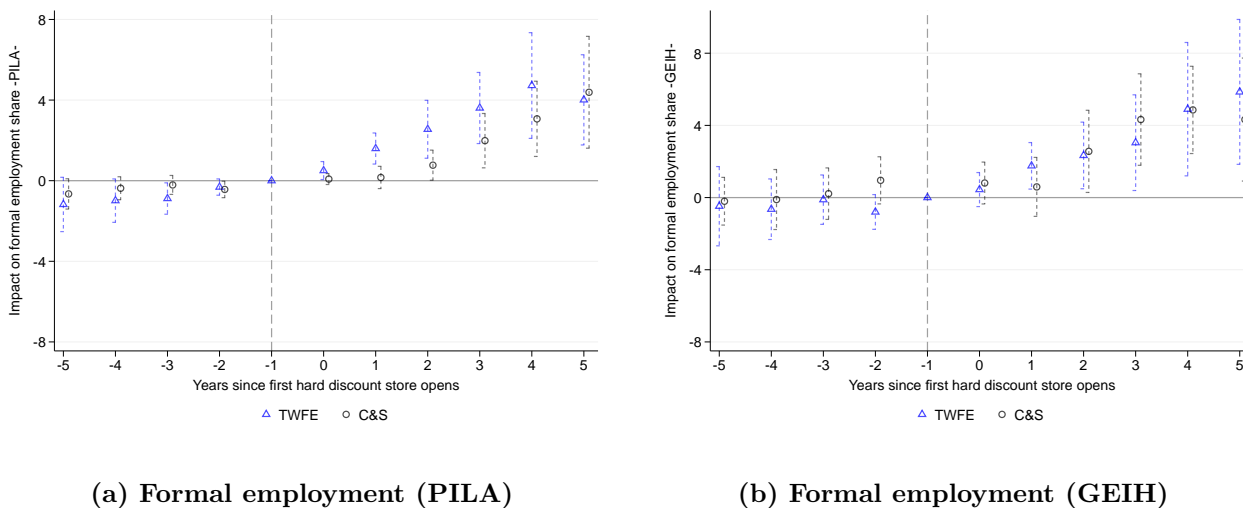 Impact on formal employment share -PILA-
8
4
0
-4
-8
-5 -4 -3 -2 -1 0 1 2 3 4 5
Years since first hard discount store opens
TWFE C&S
(a) Formal employment (PILA)
Impact on formal employment share -GEIH-
8
4
0
-4
-8
-5 -4 -3 -2 -1 0 1 2 3 4 5
Years since first hard discount store opens
TWFE C&S
(b) Formal employment (GEIH)